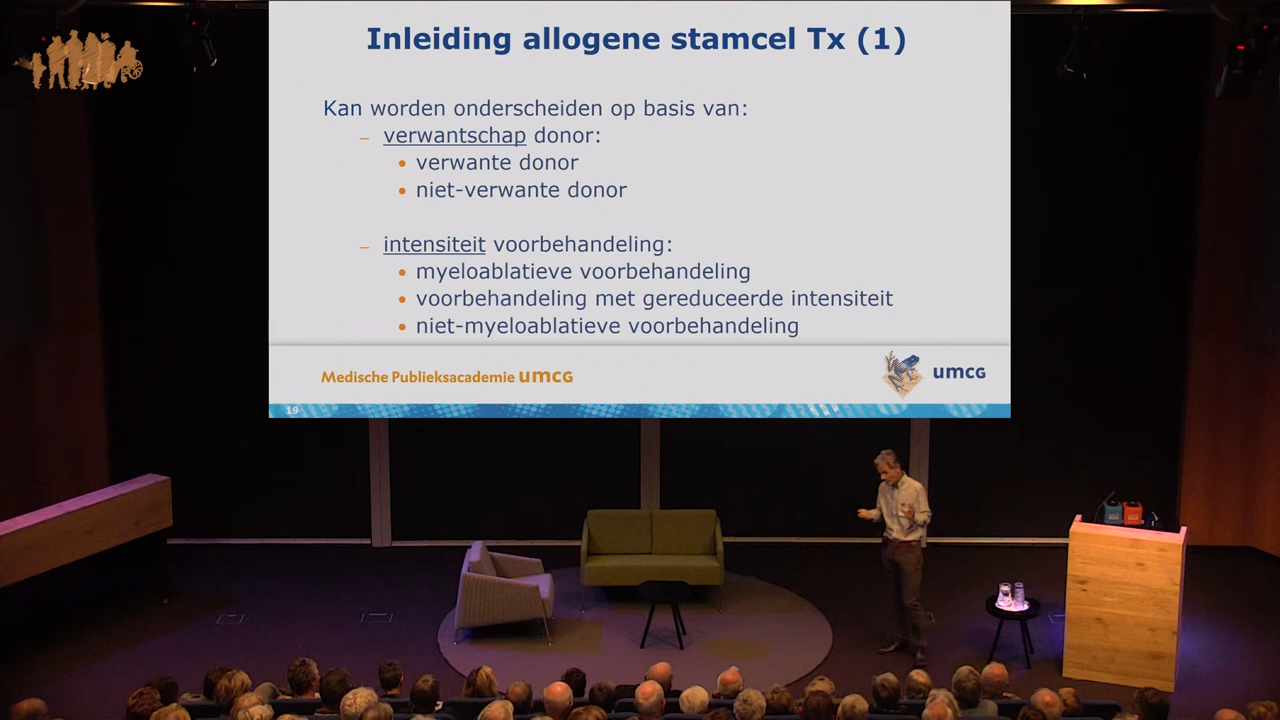 Inleiding allogene stamcel Tx (1)
Kan worden onderscheiden op basis van:
– verwantschap donor:
• verwante donor
• niet-verwante donor
– intensiteit voorbehandeling:
• myeloablatieve voorbehandeling
• voorbehandeling met gereduceerde intensiteit
• niet-myeloablatieve voorbehandeling
Medische Publieksacademie umcg
umcg
19